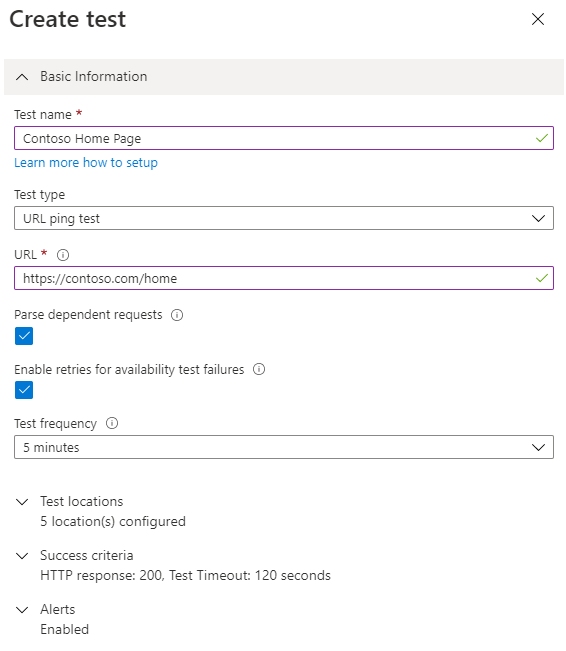 Create test
Basic Information
Test name *
Contoso Home Page
Learn more how to setup
Test type
URL ping test
URL *
https://contoso.com/home
Parse dependent requests
Enable retries for availability test failures
Test frequency
5 minutes
Test locations
5 location(s) configured
Success criteria
HTTP response: 200, Test Timeout: 120 seconds
Alerts
Enabled